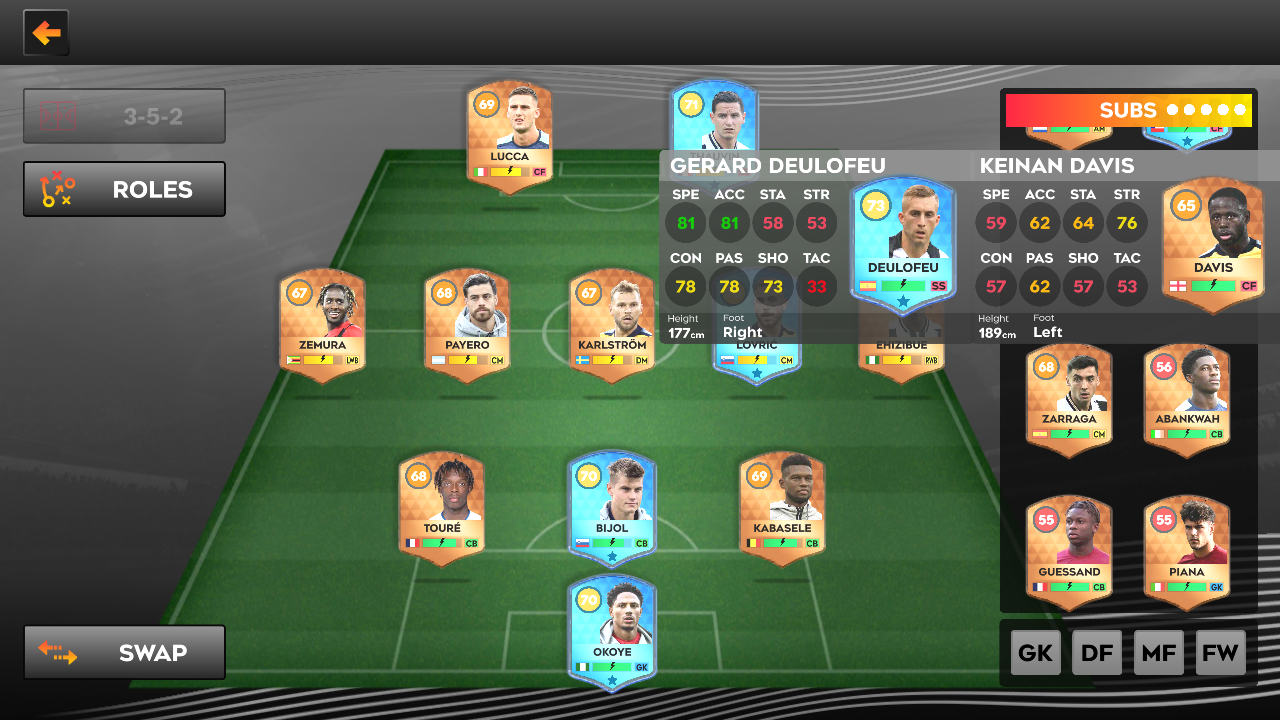 3-5-2
ROLES
69
LUCCA
CF
71
SUBS
AM
CF
GERARD DEULOFEU
SPE ACC STA STR
81 81 58 53
CON PAS SHO TAC
78 78 73 33
Height
177cm
Foot
Right
73
DEULOFEU
SS
KEINAN DAVIS
SPE ACC STA STR
59 62 64 76
CON PAS SHO TAC
57 62 57 53
Height
189cm
Foot
Left
65
DAVIS
CF
67
ZEMURA
LWB
68
PAYERO
CM
67
KARLSTRÖM
DM
LOVRIC
CM
EHIZIBUE
RWB
68
ZARRAGA
CM
56
ABANKWAH
CB
68
TOURÉ
CB
70
BIJOL
CB
69
KABASELE
CB
55
GUESSAND
CB
55
PIANA
GK
70
OKOYE
GK
SWAP
GK DF MF FW